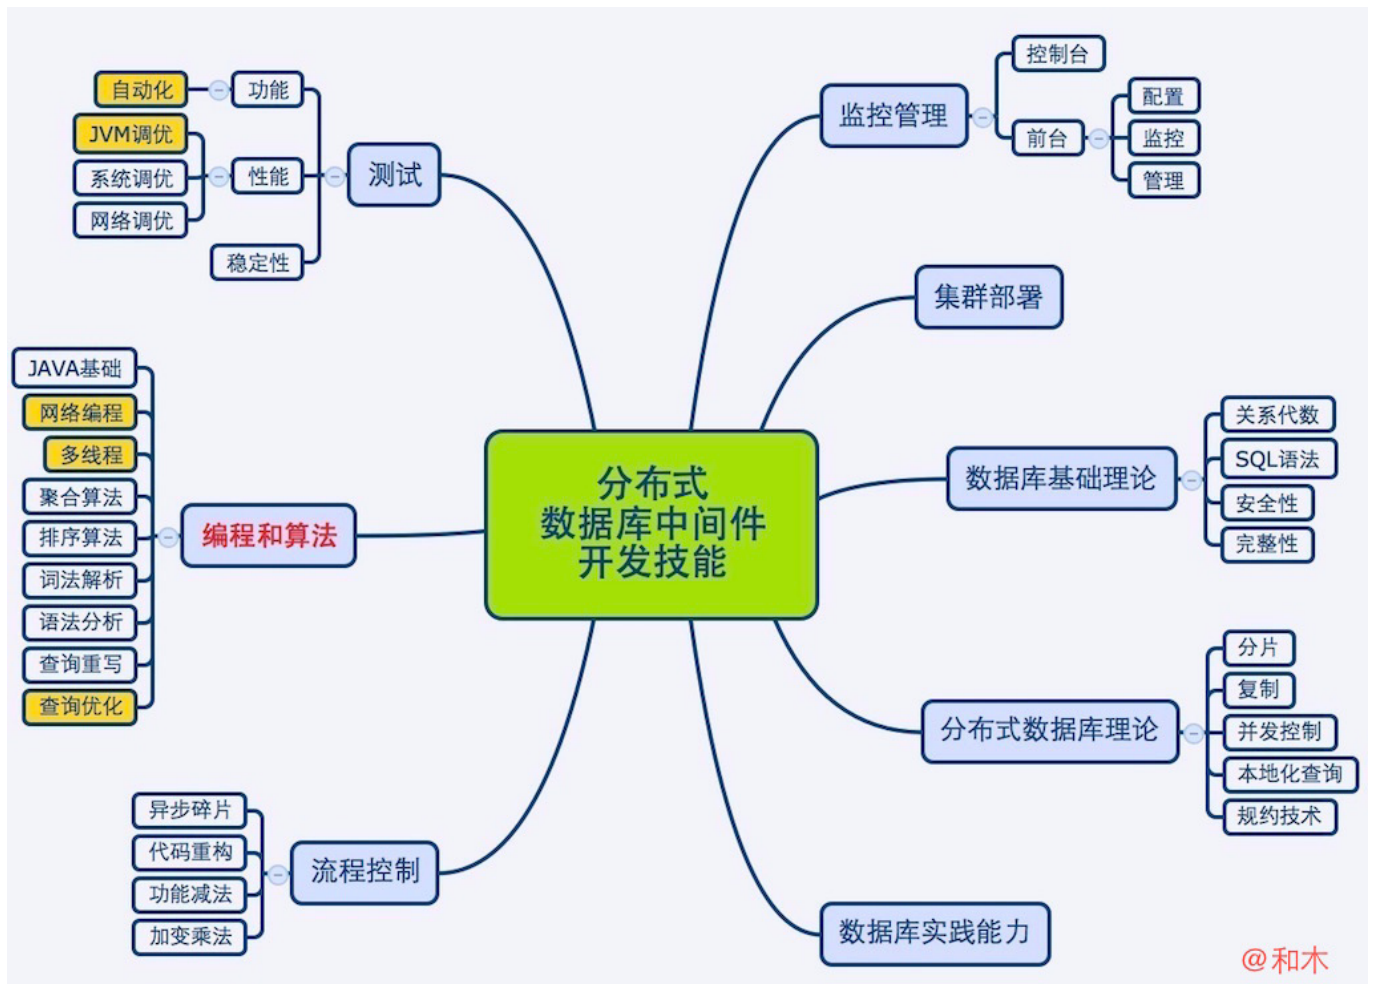 分布式
数据库中间件
开发技能
监控管理
控制台
前台
配置
监控
管理
集群部署
数据库基础理论
关系代数
SQL语法
安全性
完整性
分布式数据库理论
分片
复制
并发控制
本地化查询
规约技术
数据库实践能力
测试
功能
自动化
性能
JVM调优
系统调优
网络调优
稳定性
编程和算法
JAVA基础
网络编程
多线程
聚合算法
排序算法
词法解析
语法分析
查询重写
查询优化
流程控制
异步碎片
代码重构
功能减法
加变乘法
@和木